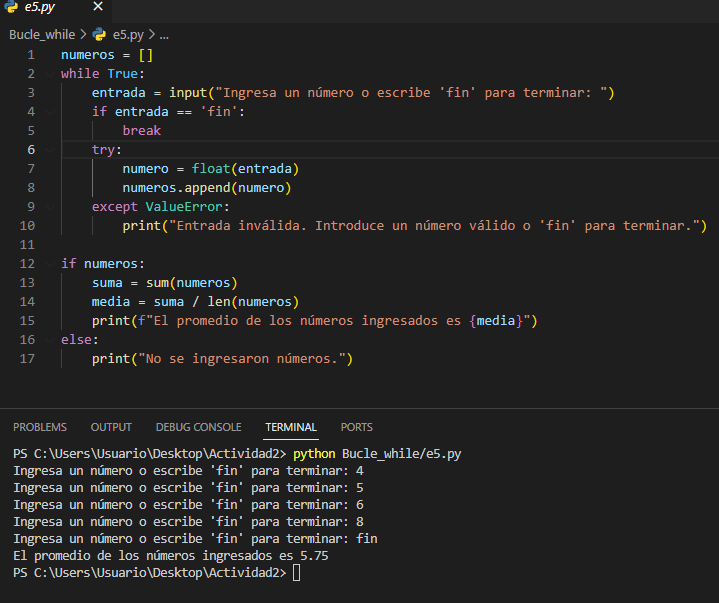 e5.py
Bucle_while > e5.py > ...
1 numeros = []
2 while True:
3     entrada = input("Ingresa un número o escribe 'fin' para terminar: ")
4     if entrada == 'fin':
5         break
6     try:
7         numero = float(entrada)
8         numeros.append(numero)
9     except ValueError:
10         print("Entrada inválida. Introduce un número válido o 'fin' para terminar.")
11
12 if numeros:
13     suma = sum(numeros)
14     media = suma / len(numeros)
15     print(f"El promedio de los números ingresados es {media}")
16 else:
17     print("No se ingresaron números.")
PROBLEMS OUTPUT DEBUG CONSOLE TERMINAL PORTS
PS C:\Users\Usuario\Desktop\Actividad2> python Bucle_while/e5.py
Ingresa un número o escribe 'fin' para terminar: 4
Ingresa un número o escribe 'fin' para terminar: 5
Ingresa un número o escribe 'fin' para terminar: 6
Ingresa un número o escribe 'fin' para terminar: 8
Ingresa un número o escribe 'fin' para terminar: fin
El promedio de los números ingresados es 5.75
PS C:\Users\Usuario\Desktop\Actividad2>